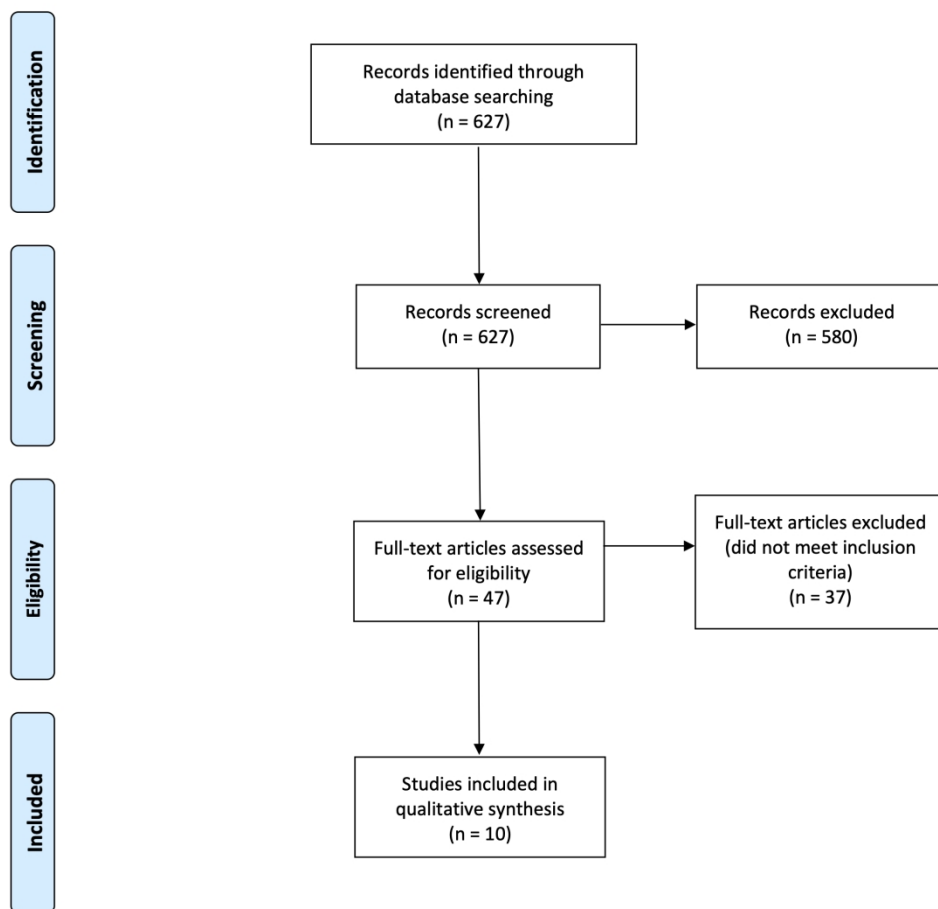 Identification
Records identified through
database searching
(n = 627)
Screening
Records screened
(n = 627)
Records excluded
(n = 580)
Eligibility
Full-text articles assessed
for eligibility
(n = 47)
Full-text articles excluded
(did not meet inclusion
criteria)
(n = 37)
Included
Studies included in
qualitative synthesis
(n = 10)